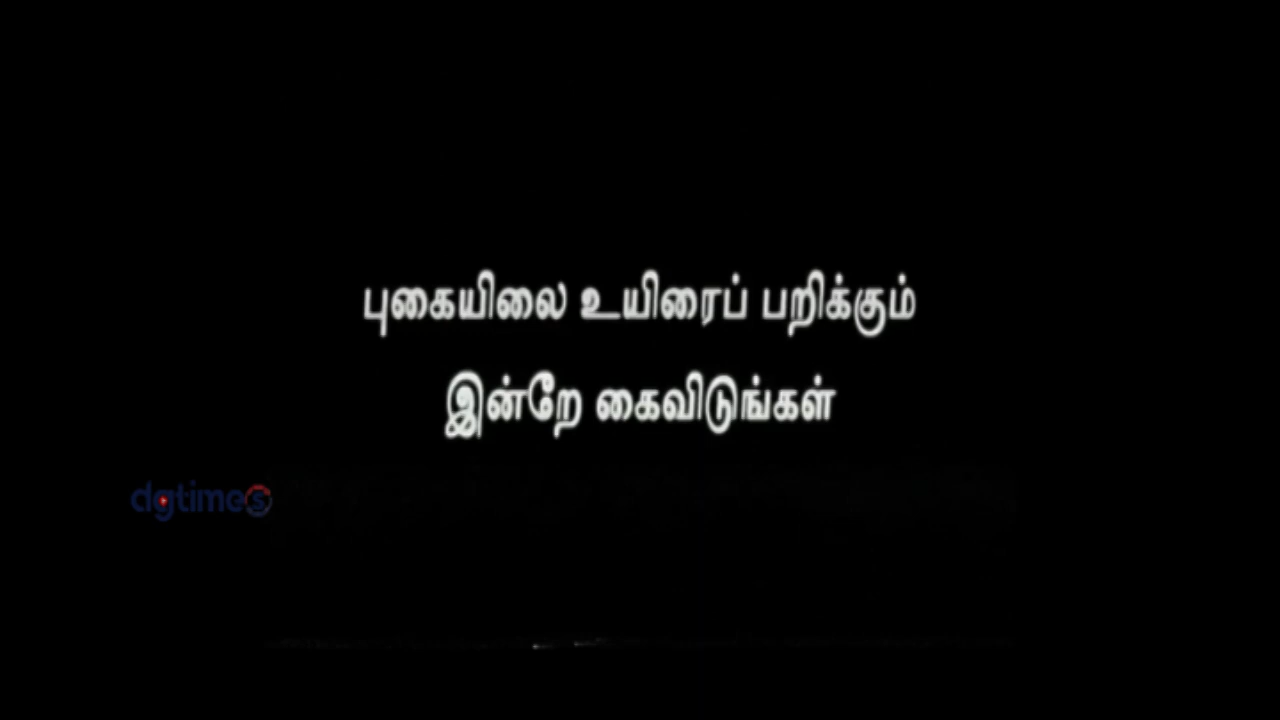 புகையிலை உயிரைப் பறிக்கும்
இன்றே கைவிடுங்கள்
dgtimes